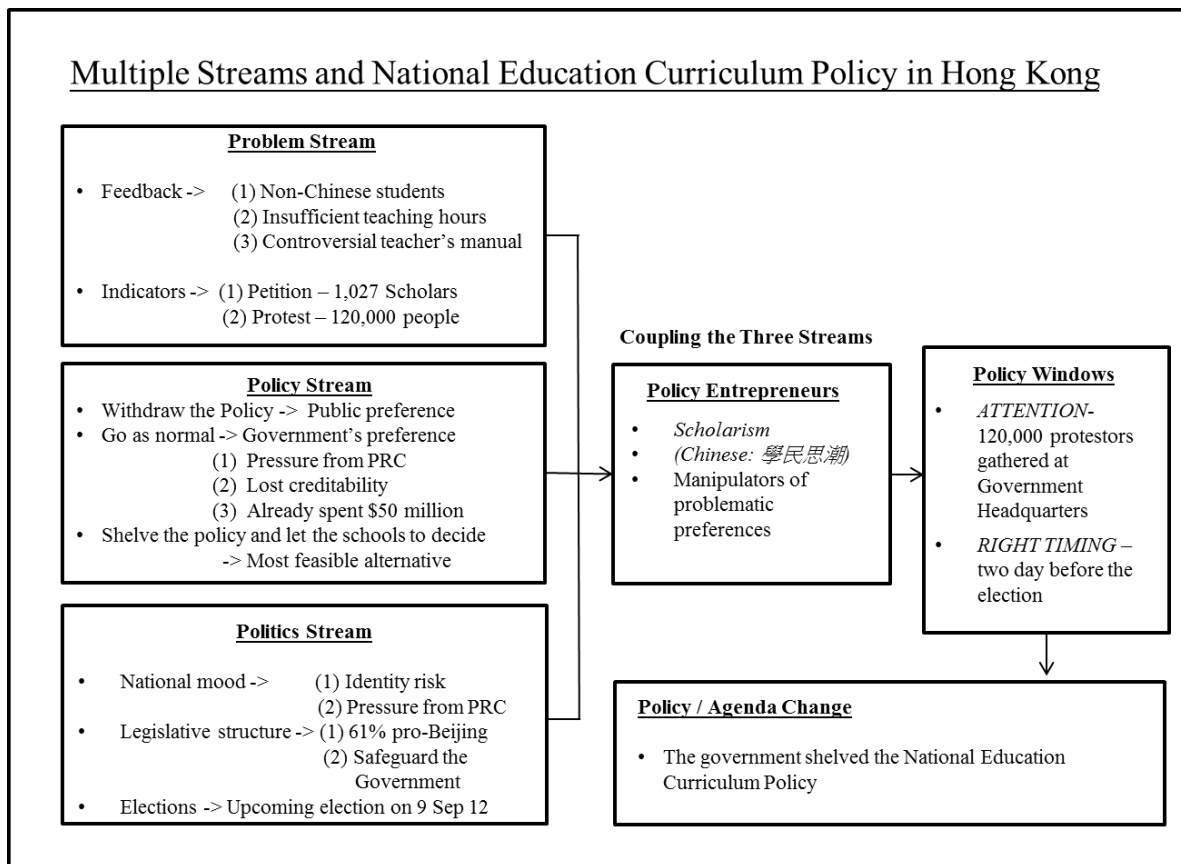 Multiple Streams and National Education Curriculum Policy in Hong Kong
Problem Stream
• Feedback -> (1) Non-Chinese students
(2) Insufficient teaching hours
(3) Controversial teacher's manual
• Indicators -> (1) Petition – 1,027 Scholars
(2) Protest – 120,000 people
Policy Stream
• Withdraw the Policy -> Public preference
• Go as normal -> Government's preference
(1) Pressure from PRC
(2) Lost creditability
(3) Already spent $50 million
• Shelve the policy and let the schools to decide
-> Most feasible alternative
Politics Stream
• National mood -> (1) Identity risk
(2) Pressure from PRC
• Legislative structure -> (1) 61% pro-Beijing
(2) Safeguard the
Government
• Elections -> Upcoming election on 9 Sep 12
Coupling the Three Streams
Policy Entrepreneurs
• Scholarism
• (Chinese: 學民思潮)
• Manipulators of
problematic
preferences
Policy Windows
• ATTENTION-
120,000 protestors
gathered at
Government
Headquarters
• RIGHT TIMING –
two day before the
election
Policy / Agenda Change
• The government shelved the National Education
Curriculum Policy